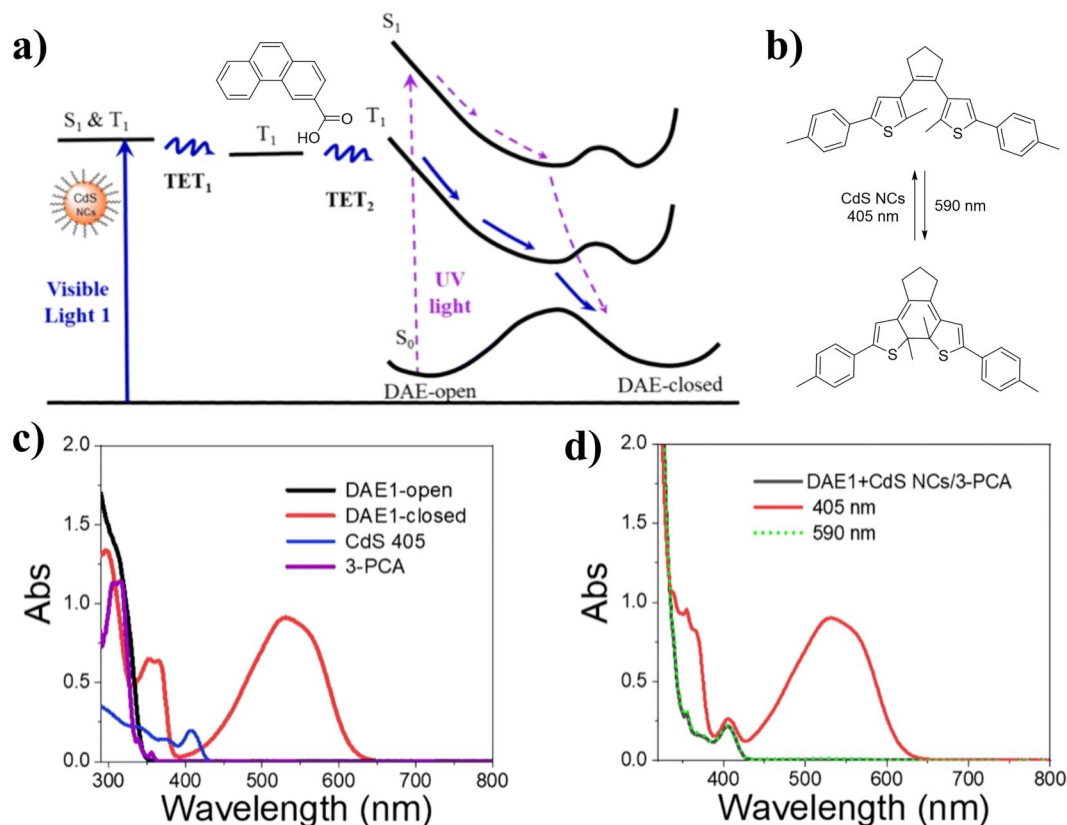 a)
S₁
S₁ & T₁
T₁
T₁
O
HO
TET₁
TET₂
CdS
NCs
Visible
Light 1
UV
light
S₀
DAE-open
DAE-closed
b)
S
S
CdS NCs
405 nm
590 nm
S
S
c)
2.0
1.5
1.0
0.5
0.0
Abs
DAE1-open
DAE1-closed
CdS 405
3-PCA
300 400 500 600 700 800
Wavelength (nm)
d)
2.0
1.5
1.0
0.5
0.0
Abs
DAE1+CdS NCs/3-PCA
405 nm
590 nm
400 500 600 700 800
Wavelength (nm)